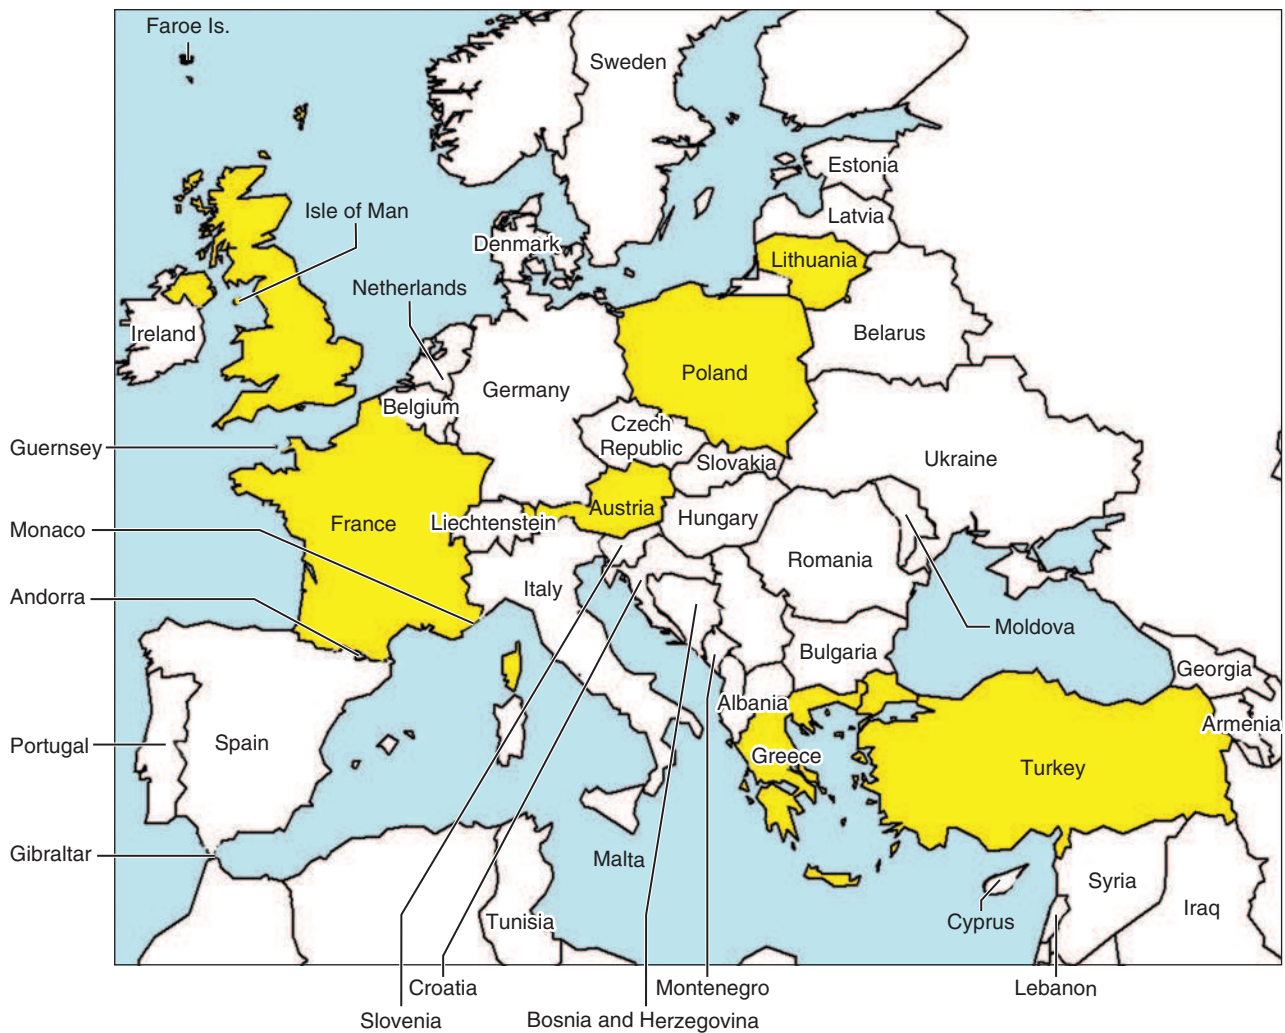 Faroe Is.
Sweden
Estonia
Isle of Man
Latvia
Denmark
Lithuania
Netherlands
Ireland
Belarus
Poland
Germany
Belgium
Czech
Republic
Guernsey
Slovakia
Ukraine
Austria
France
Liechtenstein
Hungary
Monaco
Romania
Italy
Andorra
Moldova
Bulgaria
Georgia
Albania
Armenia
Portugal
Spain
Greece
Turkey
Gibraltar
Malta
Syria
Iraq
Tunisia
Cyprus
Croatia
Montenegro
Lebanon
Slovenia
Bosnia and Herzegovina